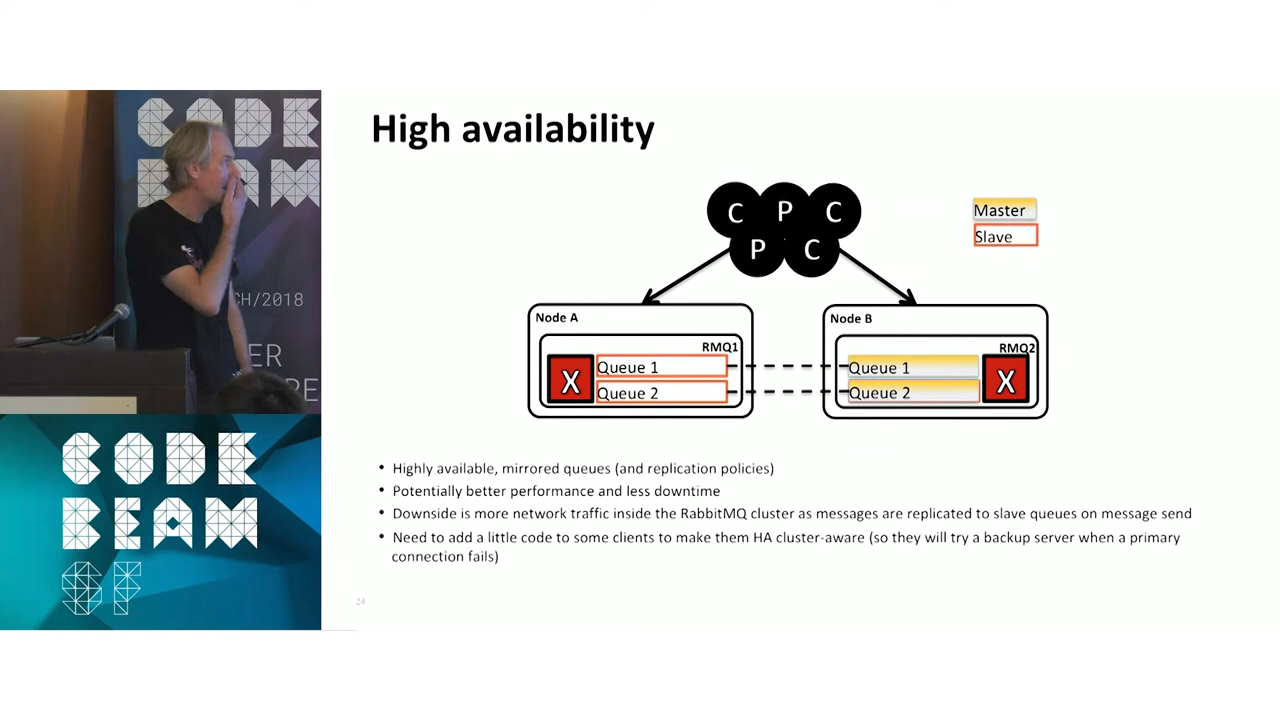 CODE
BEAM
CH/2018
ER
PE
CODE
BEAM
SF
High availability
C P C
P C
Master
Slave
Node A
RMQ1
X
Queue 1
Queue 2
Node B
RMQ2
Queue 1
Queue 2
X
• Highly available, mirrored queues (and replication policies)
• Potentially better performance and less downtime
• Downside is more network traffic inside the RabbitMQ cluster as messages are replicated to slave queues on message send
• Need to add a little code to some clients to make them HA cluster-aware (so they will try a backup server when a primary
connection fails)
24